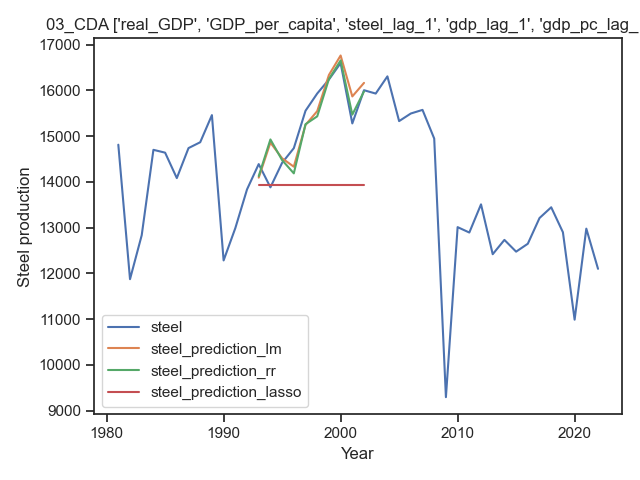 03_CDA ['real_GDP', 'GDP_per_capita', 'steel_lag_1', 'gdp_lag_1', 'gdp_pc_lag_
17000
16000
15000
14000
13000
12000
11000
10000
9000
Steel production
steel
steel_prediction_lm
steel_prediction_rr
steel_prediction_lasso
1980
1990
2000
2010
2020
Year